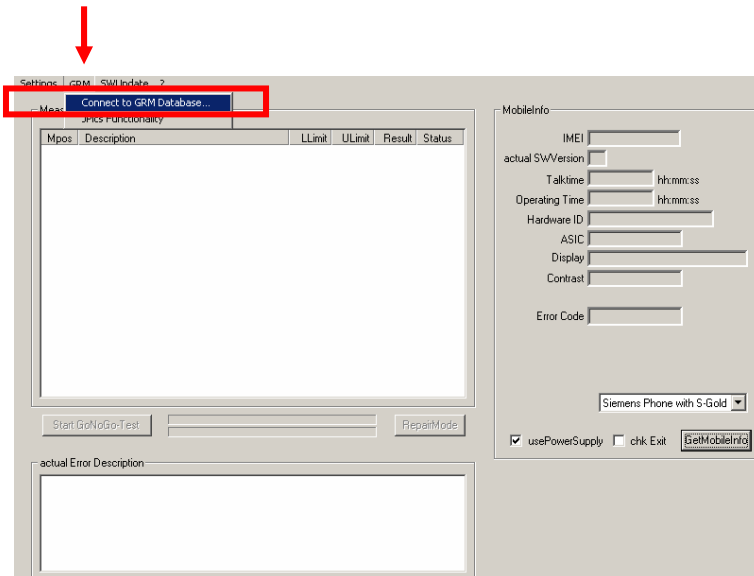 Settings GRM SWUpdate ?
Connect to GRM Database...
JPics Functionality
Mpos Description LLimit ULimit Result Status
Start GoNoGo-Test
RepairMode
actual Error Description
MobileInfo
IMEI
actual SWVersion
Talktime hh:mm:ss
Operating Time hh:mm:ss
Hardware ID
ASIC
Display
Contrast
Error Code
Siemens Phone with S-Gold
usePowerSupply chk Exit GetMobileInfo